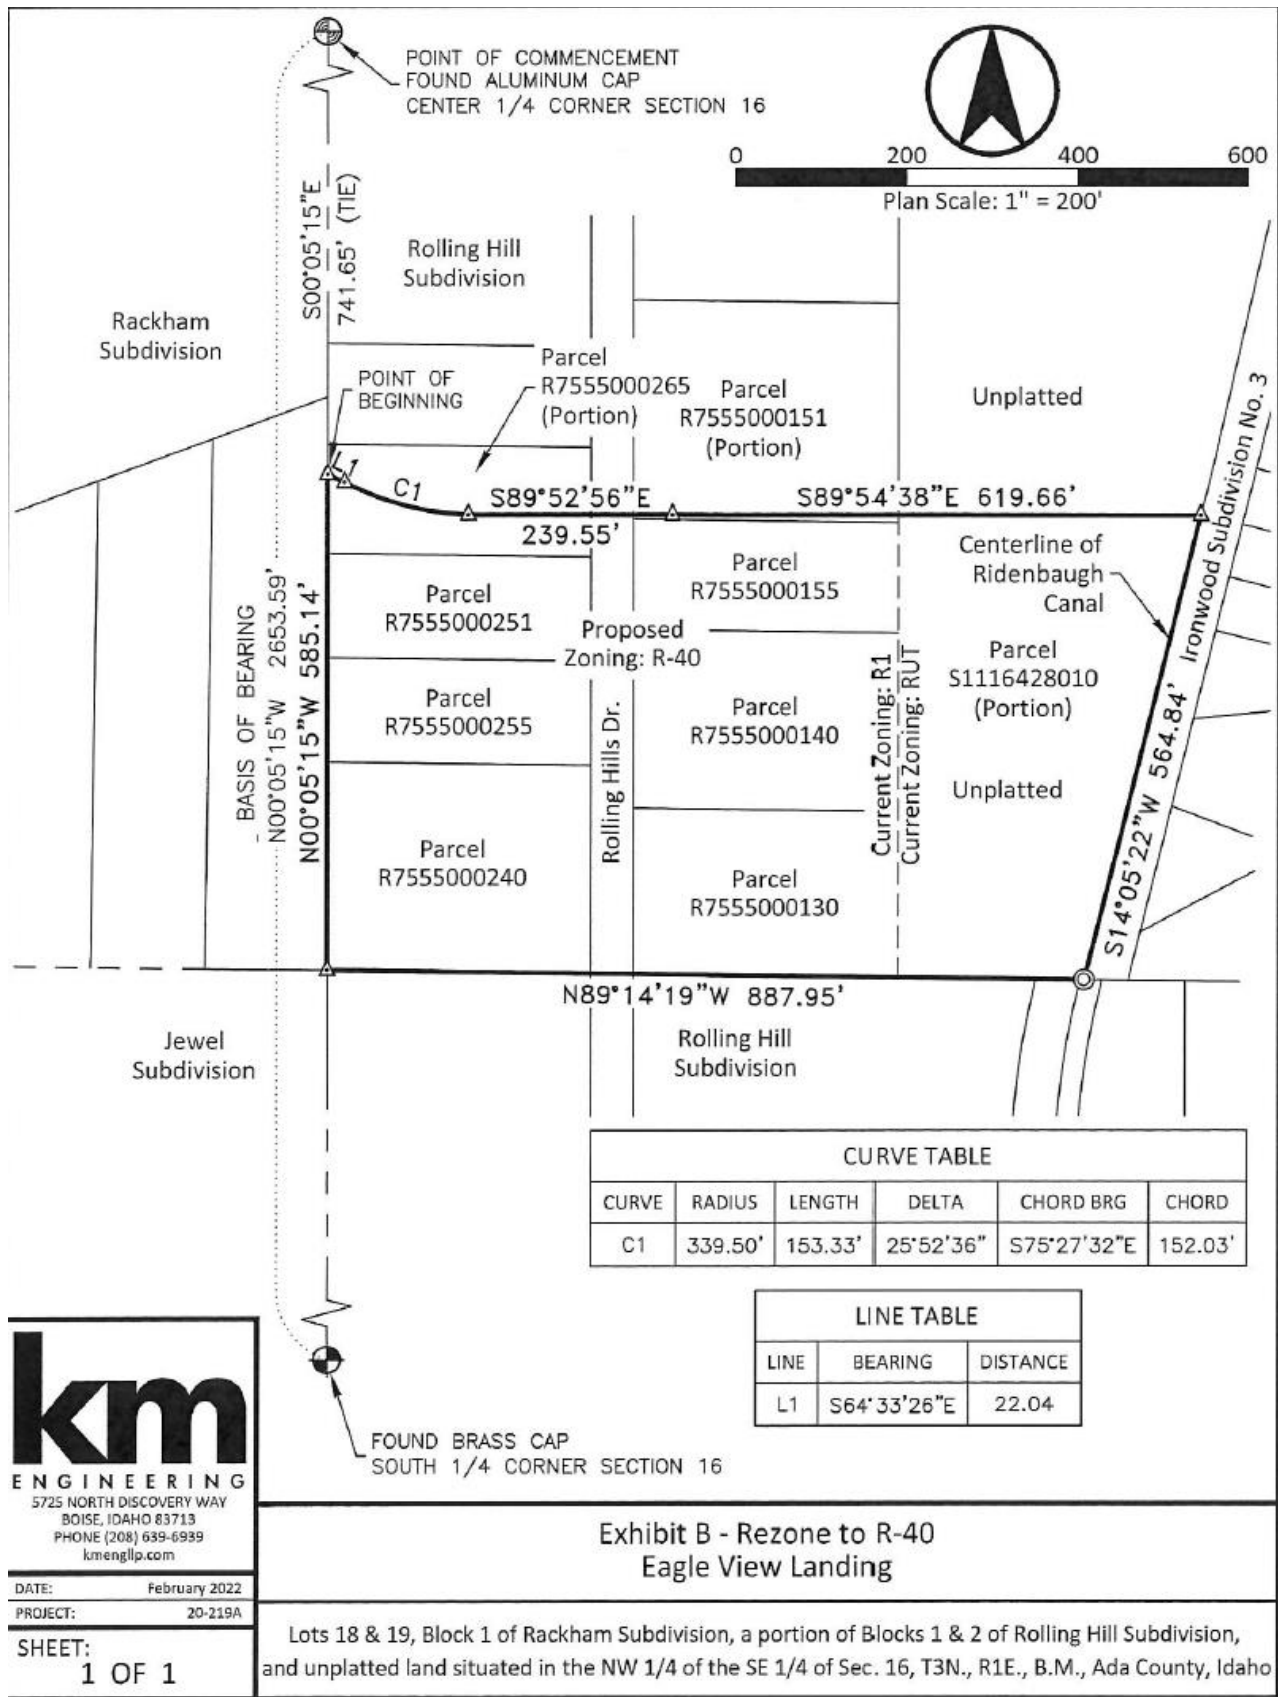 POINT OF COMMENCEMENT
FOUND ALUMINUM CAP
CENTER 1/4 CORNER SECTION 16
0 200 400 600
Plan Scale: 1" = 200'
S00°05'15"E
741.65' (TIE)
Rolling Hill
Subdivision
Rackham
Subdivision
POINT OF
BEGINNING
Parcel
R7555000265
(Portion)
Parcel
R7555000151
(Portion)
Unplatted
Ironwood Subdivision No. 3
L1
C1
S89°52'56"E
239.55'
S89°54'38"E 619.66'
Centerline of
Ridenbaugh
Canal
Parcel
R7555000155
Parcel
R7555000251
Proposed
Zoning: R-40
BASIS OF BEARING
N00°05'15"W 2653.59'
N00°05'15"W 585.14'
Parcel
S1116428010
(Portion)
Parcel
R7555000255
Rolling Hills Dr.
Parcel
R7555000140
Current Zoning: R1
Current Zoning: RUT
Unplatted
S14°05'22"W 564.84'
Parcel
R7555000240
Parcel
R7555000130
N89°14'19"W 887.95'
Jewel
Subdivision
Rolling Hill
Subdivision
CURVE TABLE
CURVE RADIUS LENGTH DELTA CHORD BRG CHORD
C1 339.50' 153.33' 25°52'36" S75°27'32"E 152.03'
LINE TABLE
LINE BEARING DISTANCE
L1 S64°33'26"E 22.04
FOUND BRASS CAP
SOUTH 1/4 CORNER SECTION 16
km
ENGINEERING
5725 NORTH DISCOVERY WAY
BOISE, IDAHO 83713
PHONE (208) 639-6939
kmengllp.com
DATE: February 2022
PROJECT: 20-219A
SHEET:
1 OF 1
Exhibit B - Rezone to R-40
Eagle View Landing
Lots 18 & 19, Block 1 of Rackham Subdivision, a portion of Blocks 1 & 2 of Rolling Hill Subdivision,
and unplatted land situated in the NW 1/4 of the SE 1/4 of Sec. 16, T3N., R1E., B.M., Ada County, Idaho